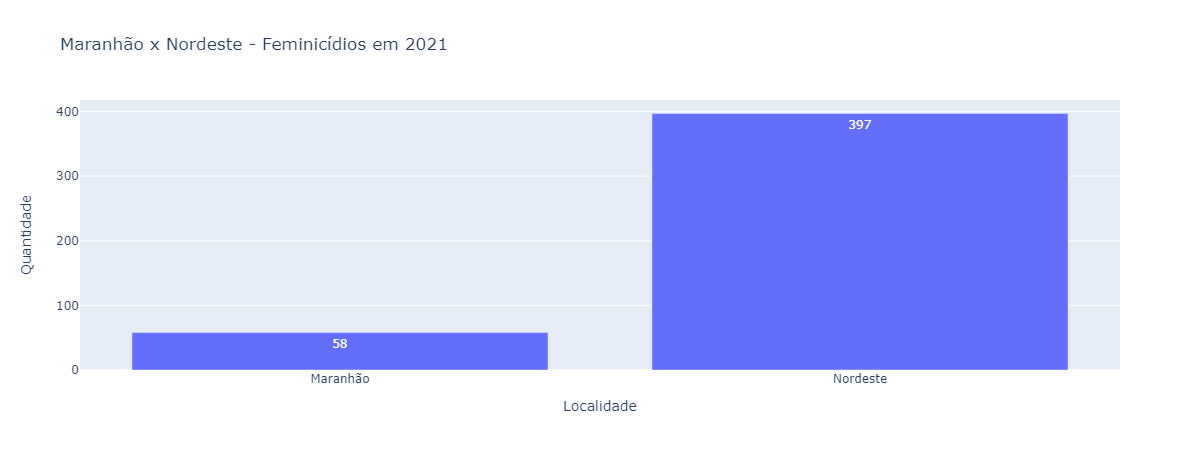 Maranhão x Nordeste - Feminicídios em 2021
Quantidade
400
300
200
100
0
58
397
Maranhão
Nordeste
Localidade